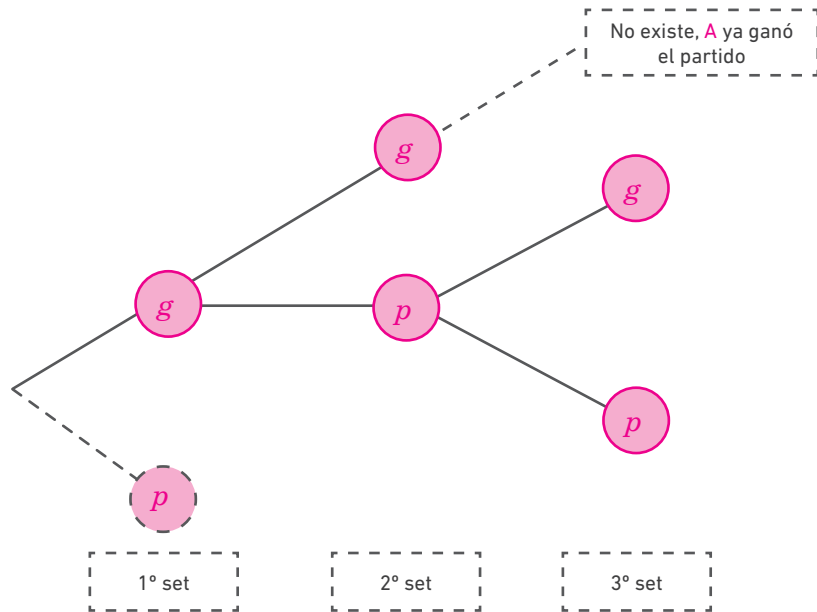 No existe, A ya ganó
el partido
g
g
g
p
p
p
1º set
2º set
3º set